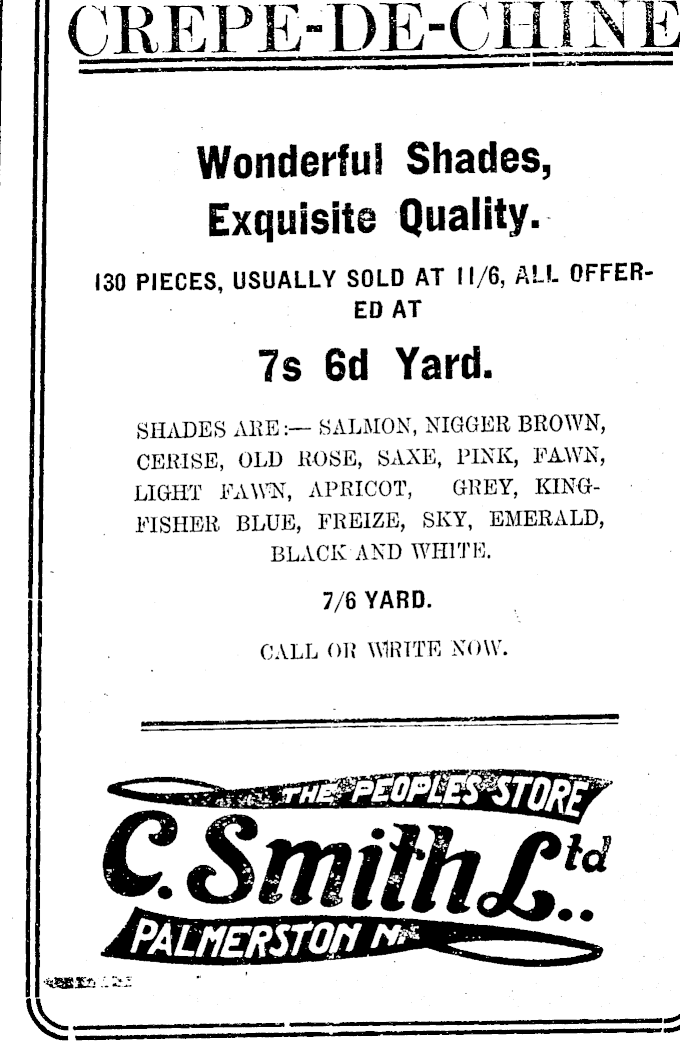 CREPE-DE-CHINE
Wonderful Shades,
Exquisite Quality.
130 PIECES, USUALLY SOLD AT 11/6, ALL OFFER-
ED AT
7s 6d Yard.
SHADES ARE:— SALMON, NIGGER BROWN,
CERISE, OLD ROSE, SAXE, PINK, FAWN,
LIGHT FAWN, APRICOT, GREY, KING-
FISHER BLUE, FREIZE, SKY, EMERALD,
BLACK AND WHITE.
7/6 YARD.
CALL OR WRITE NOW.
THE PEOPLES STORE
C. Smith Ltd..
PALMERSTON